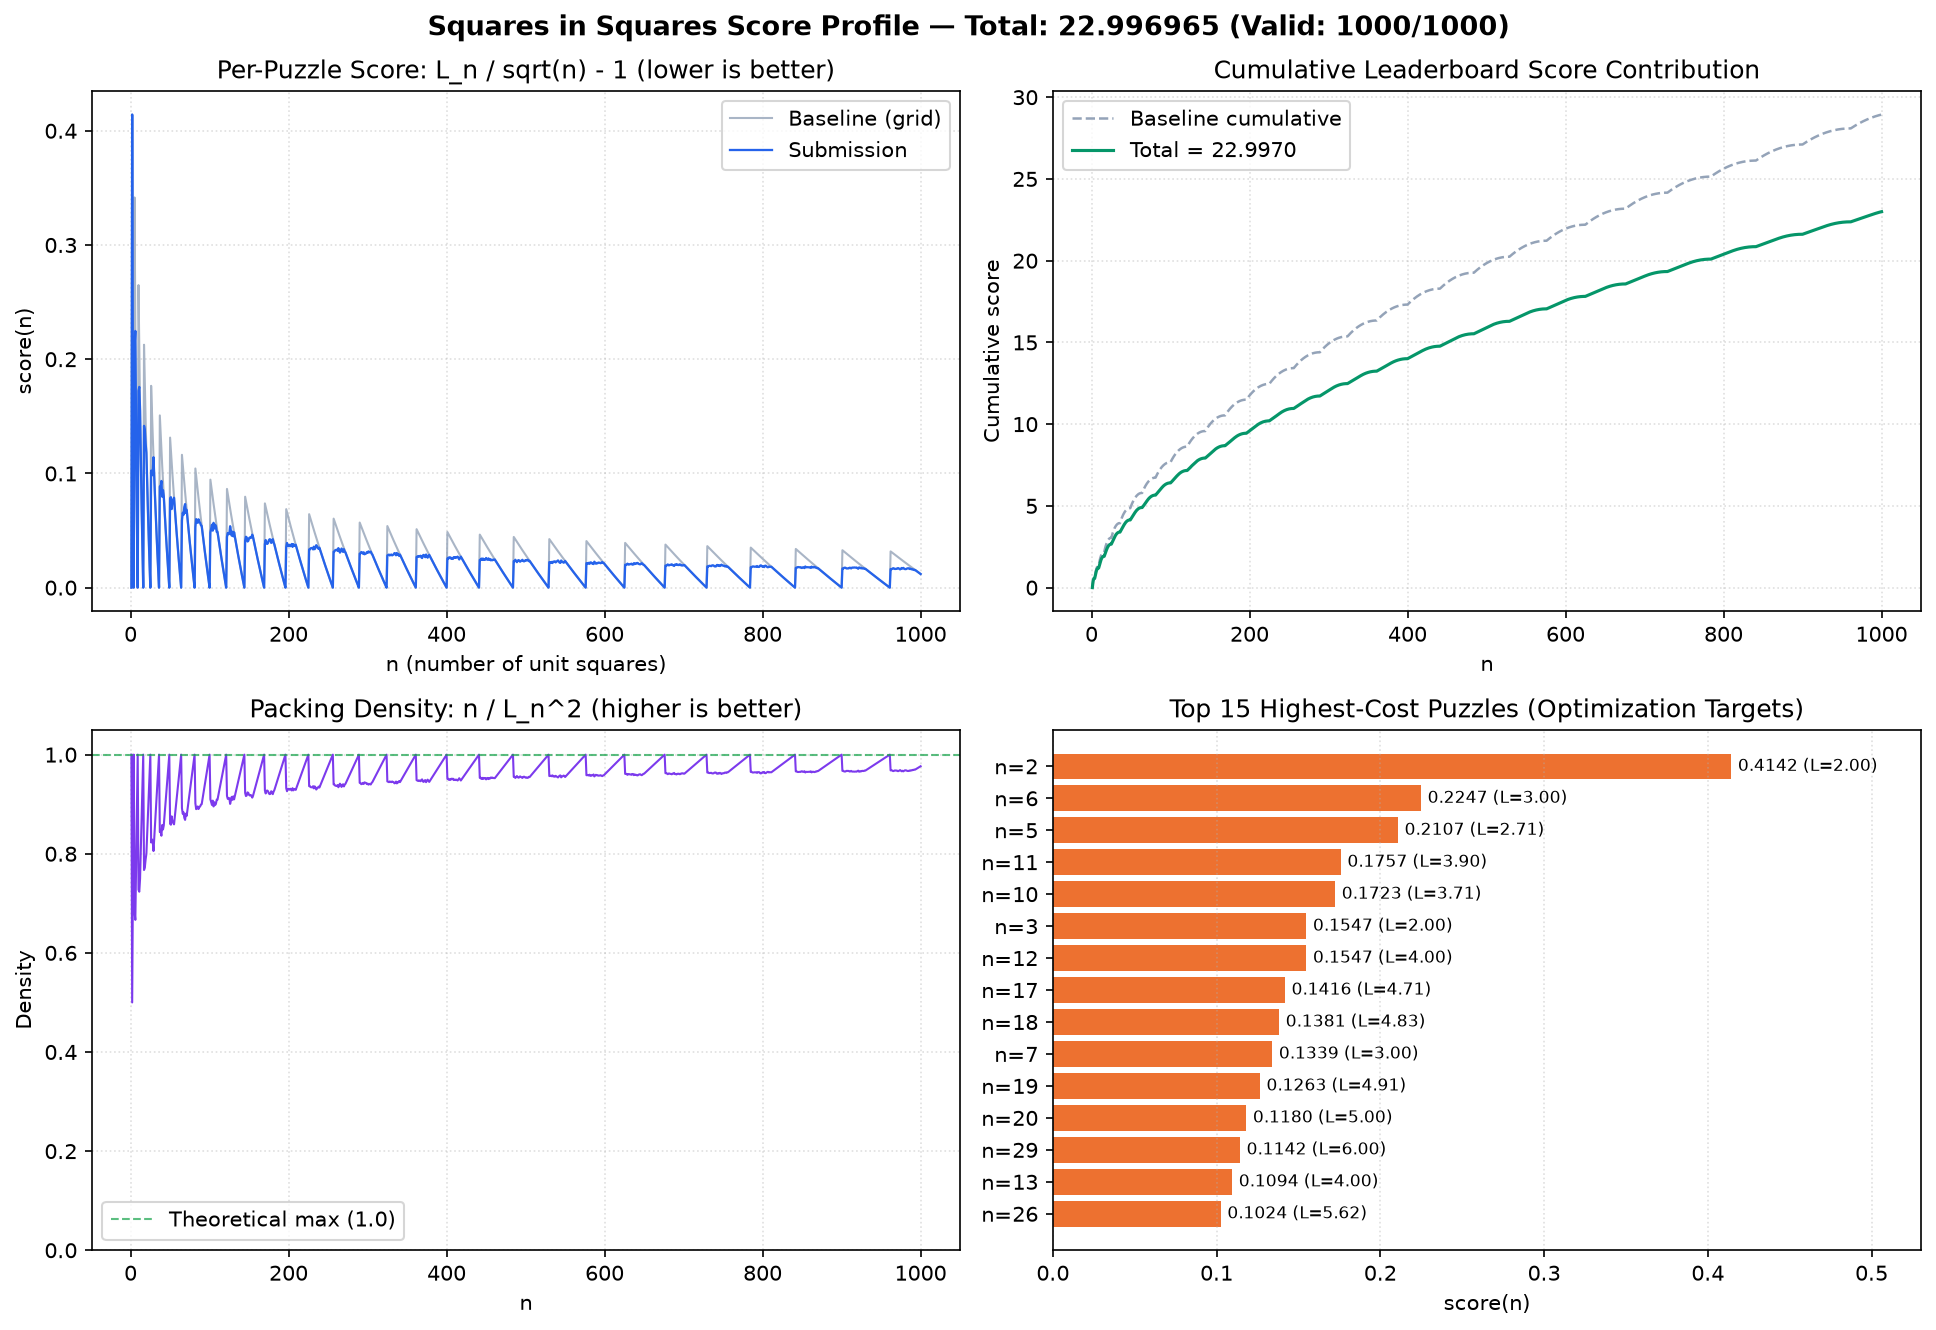 Squares in Squares Score Profile — Total: 22.996965 (Valid: 1000/1000)
Per-Puzzle Score: L_n / sqrt(n) - 1 (lower is better)
Baseline (grid)
Submission
score(n)
0.4
0.3
0.2
0.1
0.0
0 200 400 600 800 1000
n (number of unit squares)
Cumulative Leaderboard Score Contribution
Baseline cumulative
Total = 22.9970
Cumulative score
30
25
20
15
10
5
0
0 200 400 600 800 1000
n
Packing Density: n / L_n^2 (higher is better)
Density
1.0
0.8
0.6
0.4
0.2
0.0
Theoretical max (1.0)
0 200 400 600 800 1000
n
Top 15 Highest-Cost Puzzles (Optimization Targets)
n=2 0.4142 (L=2.00)
n=6 0.2247 (L=3.00)
n=5 0.2107 (L=2.71)
n=11 0.1757 (L=3.90)
n=10 0.1723 (L=3.71)
n=3 0.1547 (L=2.00)
n=12 0.1547 (L=4.00)
n=17 0.1416 (L=4.71)
n=18 0.1381 (L=4.83)
n=7 0.1339 (L=3.00)
n=19 0.1263 (L=4.91)
n=20 0.1180 (L=5.00)
n=29 0.1142 (L=6.00)
n=13 0.1094 (L=4.00)
n=26 0.1024 (L=5.62)
0.0 0.1 0.2 0.3 0.4 0.5
score(n)